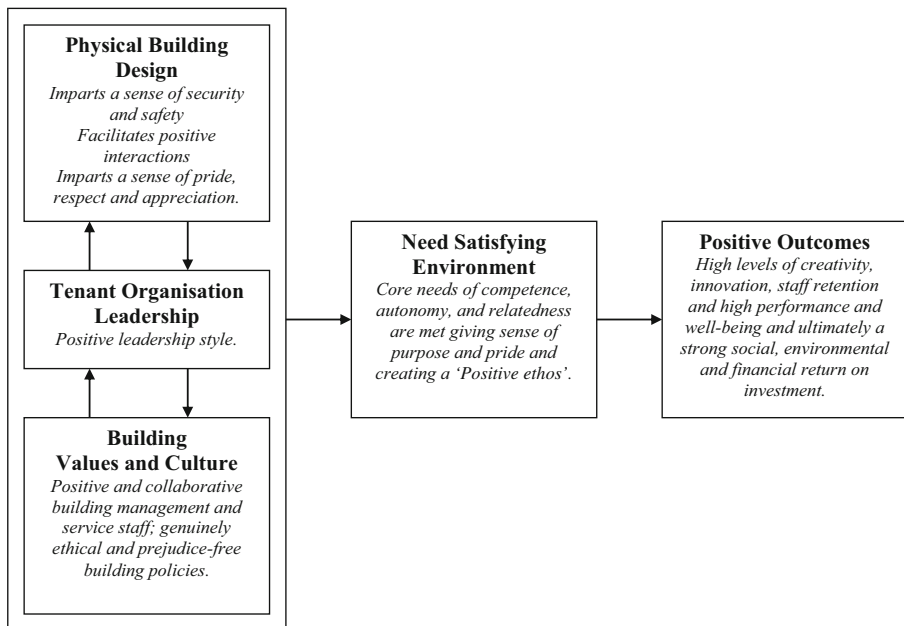 Physical Building
Design
Imparts a sense of security
and safety
Facilitates positive
interactions
Imparts a sense of pride,
respect and appreciation.
Tenant Organisation
Leadership
Positive leadership style.
Building
Values and Culture
Positive and collaborative
building management and
service staff; genuinely
ethical and prejudice-free
building policies.
Need Satisfying
Environment
Core needs of competence,
autonomy, and relatedness
are met giving sense of
purpose and pride and
creating a ‘Positive ethos’.
Positive Outcomes
High levels of creativity,
innovation, staff retention
and high performance and
well-being and ultimately a
strong social, environmental
and financial return on
investment.